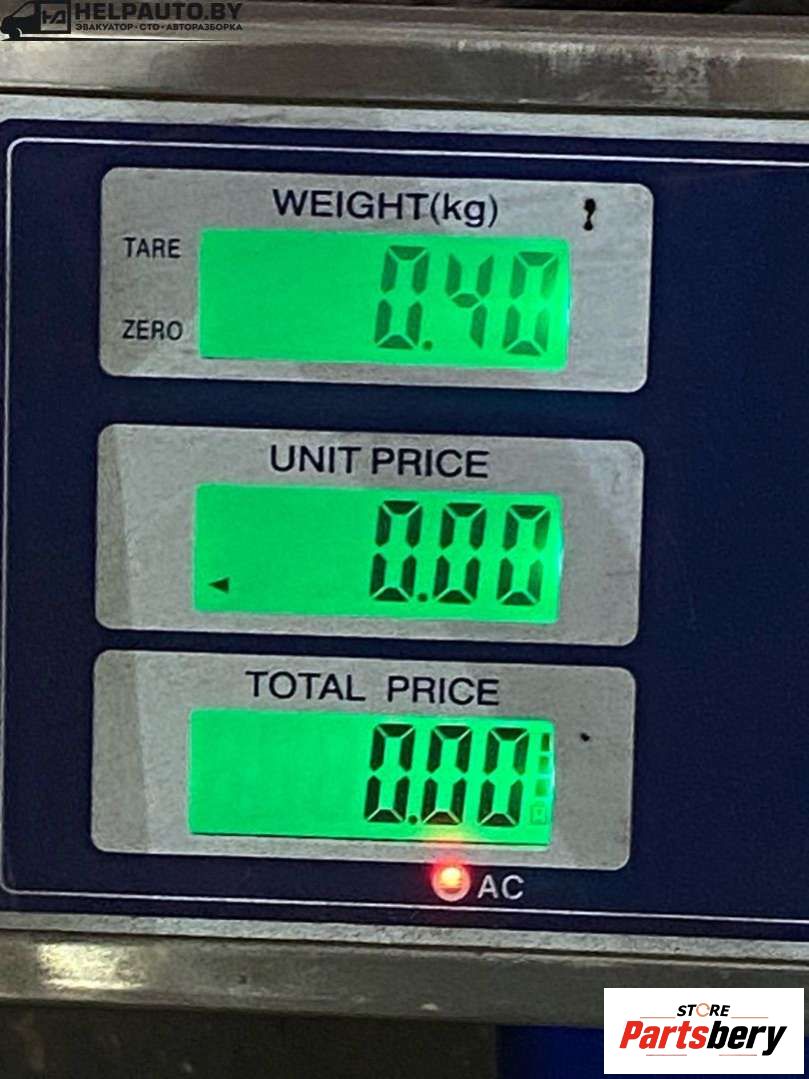 HELPAUTO.BY
ЭВАКУАТОР · СТО · АВТОРАЗБОРКА
WEIGHT(kg)
TARE
0.40
ZERO
UNIT PRICE
0.00
TOTAL PRICE
0.00
AC
STORE
Partsbery